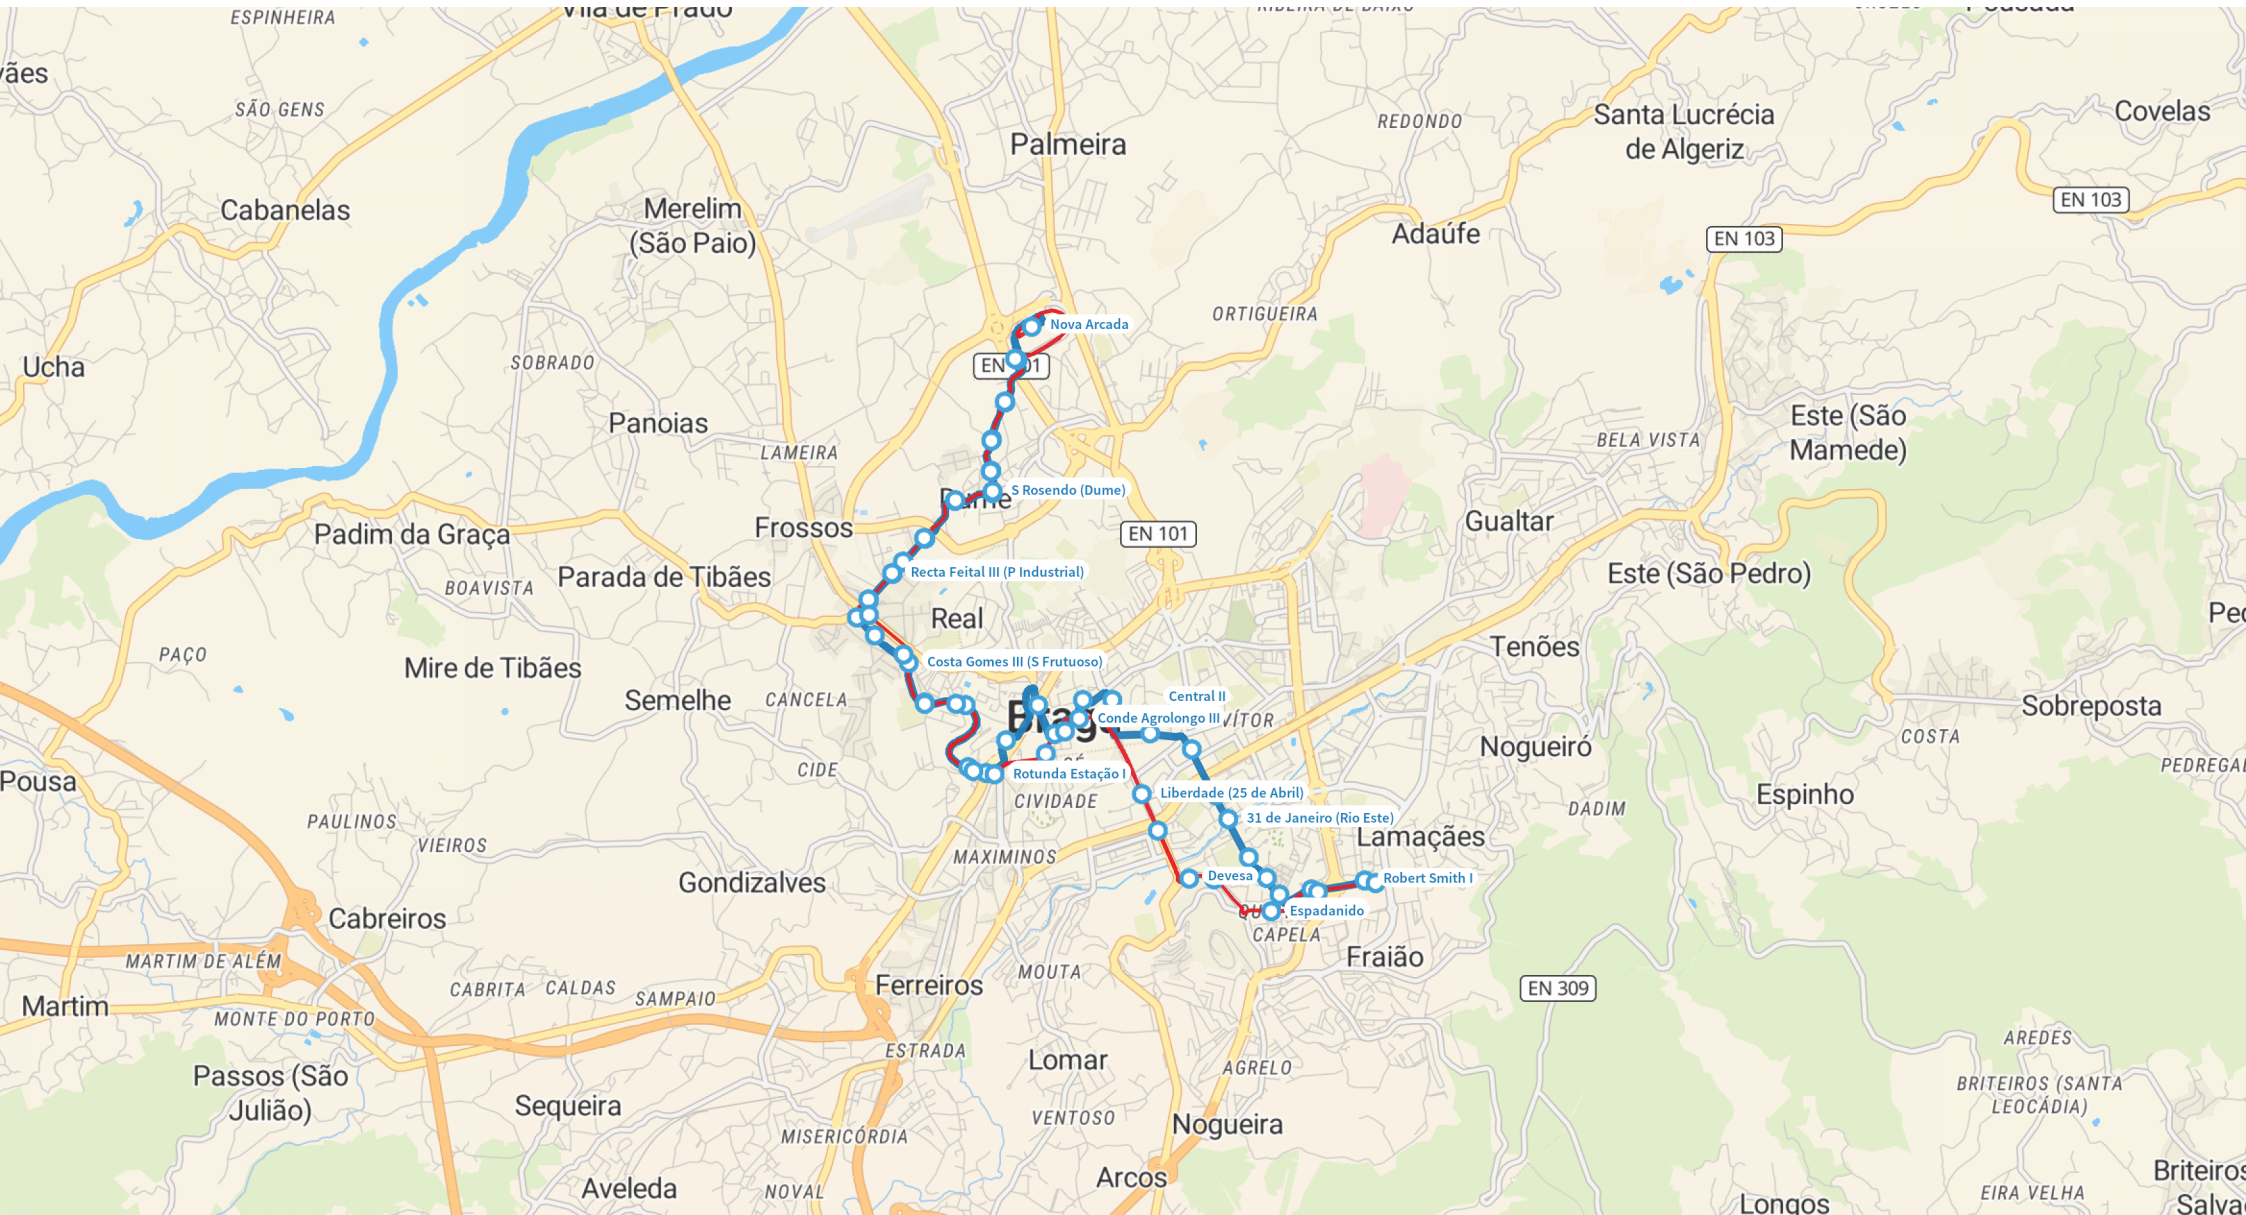 ESPINHEIRA
Vila de Prado
RIBEIRA DE BAIXO
Pousada
SÃO GENS
Palmeira
REDONDO
Santa Lucrécia
de Algeriz
Covelas
Cabanelas
Merelim
(São Paio)
Adaúfe
EN 103
EN 103
ORTIGUEIRA
Nova Arcada
Ucha
SOBRADO
Panoias
LAMEIRA
BELA VISTA
Este (São
Mamede)
S Rosendo (Dume)
Dume
Padim da Graça
Frossos
EN 101
Gualtar
Parada de Tibães
BOAVISTA
Recta Feital III (P Industrial)
Este (São Pedro)
Real
PAÇO
Mire de Tibães
Costa Gomes III (S Frutuoso)
Tenões
Semelhe
CANCELA
Central II
Conde Agrolongo III
VÍTOR
Sobreposta
COSTA
Nogueiró
Pousa
CIDE
Rotunda Estação I
PEDREGAL
CIVIDADE
Liberdade (25 de Abril)
DADIM
Espinho
PAULINOS
31 de Janeiro (Rio Este)
VIEIROS
Lamaçães
MAXIMINOS
Gondizalves
Devesa
Robert Smith I
Cabreiros
Espadanido
CAPELA
MARTIM DE ALÉM
Fraião
CABRITA
CALDAS
SAMPAIO
Ferreiros
MOUTA
EN 309
Martim
MONTE DO PORTO
ESTRADA
Lomar
AGRELO
AREDES
Passos (São
Julião)
Sequeira
VENTOSO
Nogueira
BRITEIROS (SANTA
LEOCÁDIA)
MISERICÓRDIA
Arcos
Aveleda
NOVAL
EIRA VELHA
Longos